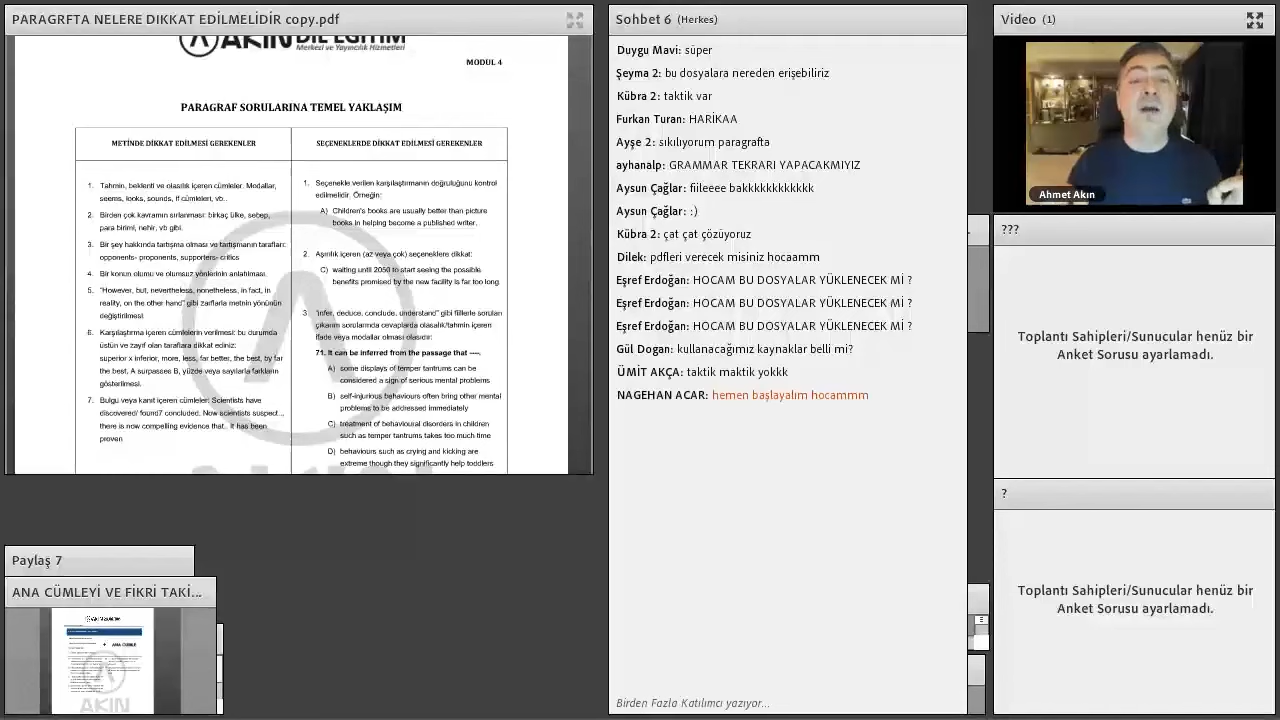 PARAGRFTA NELERE DIKKAT EDİLMELİDİR copy.pdf
AKIN DİL EĞİTİM
Merkezi ve Yayıncılık Hizmetleri
MODUL 4
PARAGRAF SORULARINA TEMEL YAKLAŞIM
METİNDE DİKKAT EDİLMESİ GEREKENLER
1. Tahmin, beklenti ve olasılık içeren cümleler. Modallar,
seems, looks, sounds, if cümleleri, vb..
2. Birden çok kavramın sırlanması: birkaç ülke, sebep,
para birimi, nehir, vb gibi.
3. Bir şey hakkında tartışma olması ve tartışmanın tarafları:
opponents- proponents, supporters- critics
4. Bir konun olumu ve olumsuz yönlerinin anlatılması.
5. "However, but, nevertheless, nonetheless, in fact, in
reality, on the other hand" gibi zarflarla metnin yönünün
değiştirilmesi.
6. Karşılaştırma içeren cümlelerin verilmesi: bu durumda
üstün ve zayıf olan taraflara dikkat ediniz:
superior x inferior, more, less, far better, the best, by far
the best, A surpasses B, yüzde veya sayılarla farkların
gösterilmesi.
7. Bulgu veya kanıt içeren cümleler: Scientists have
discovered/ found7 concluded. Now scientists suspect...
there is now compelling evidence that.. It has been
proven
SEÇENEKLERDE DİKKAT EDİLMESİ GEREKENLER
1. Seçenekle verilen karşılaştırmanın doğruluğunu kontrol
edilmelidir. Örneğin:
A) Children's books are usually better than picture
books in helping become a published writer.
2. Aşırılık içeren (az veya çok) seçeneklere dikkat:
C) waiting until 2050 to start seeing the possible
benefits promised by the new facility is far too long.
3 "infer, deduce, conclude, understand" gibi fiillerle sorulan
çıkarım sorularında cevaplarda olasalık/tahmin içeren
ifade veya modallar olması olasıdır:
71. It can be inferred from the passage that ----.
A) some displays of temper tantrums can be
considered a sign of serious mental problems
B) self-injurious behaviours often bring other mental
problems to be addressed immediately
C) treatment of behavioural disorders in children
such as temper tantrums takes too much time
D) behaviours such as crying and kicking are
extreme though they significantly help toddlers
Paylaş 7
ANA CÜMLEYİ VE FİKRİ TAKİ...
ANA CÜMLE
AKIN
Sohbet 6 (Herkes)
Duygu Mavi: süper
Şeyma 2: bu dosyalara nereden erişebiliriz
Kübra 2: taktik var
Furkan Turan: HARİKAA
Ayşe 2: sıkılıyorum paragrafta
ayhanalp: GRAMMAR TEKRARI YAPACAKMIYIZ
Aysun Çağlar: fiileeee bakkkkkkkkkkkk
Aysun Çağlar: :)
Kübra 2: çat çat çözüyoruz
Dilek: pdfleri verecek misiniz hocaamm
Eşref Erdoğan: HOCAM BU DOSYALAR YÜKLENECEK Mİ ?
Eşref Erdoğan: HOCAM BU DOSYALAR YÜKLENECEK Mİ ?
Eşref Erdoğan: HOCAM BU DOSYALAR YÜKLENECEK Mİ ?
Gül Dogan: kullanacağımız kaynaklar belli mi?
ÜMİT AKÇA: taktik maktik yokkk
NAGEHAN ACAR: hemen başlayalım hocammm
Birden Fazla Katılımcı yazıyor...
Video (1)
Ahmet Akın
???
Toplantı Sahipleri/Sunucular henüz bir
Anket Sorusu ayarlamadı.
?
Toplantı Sahipleri/Sunucular henüz bir
Anket Sorusu ayarlamadı.